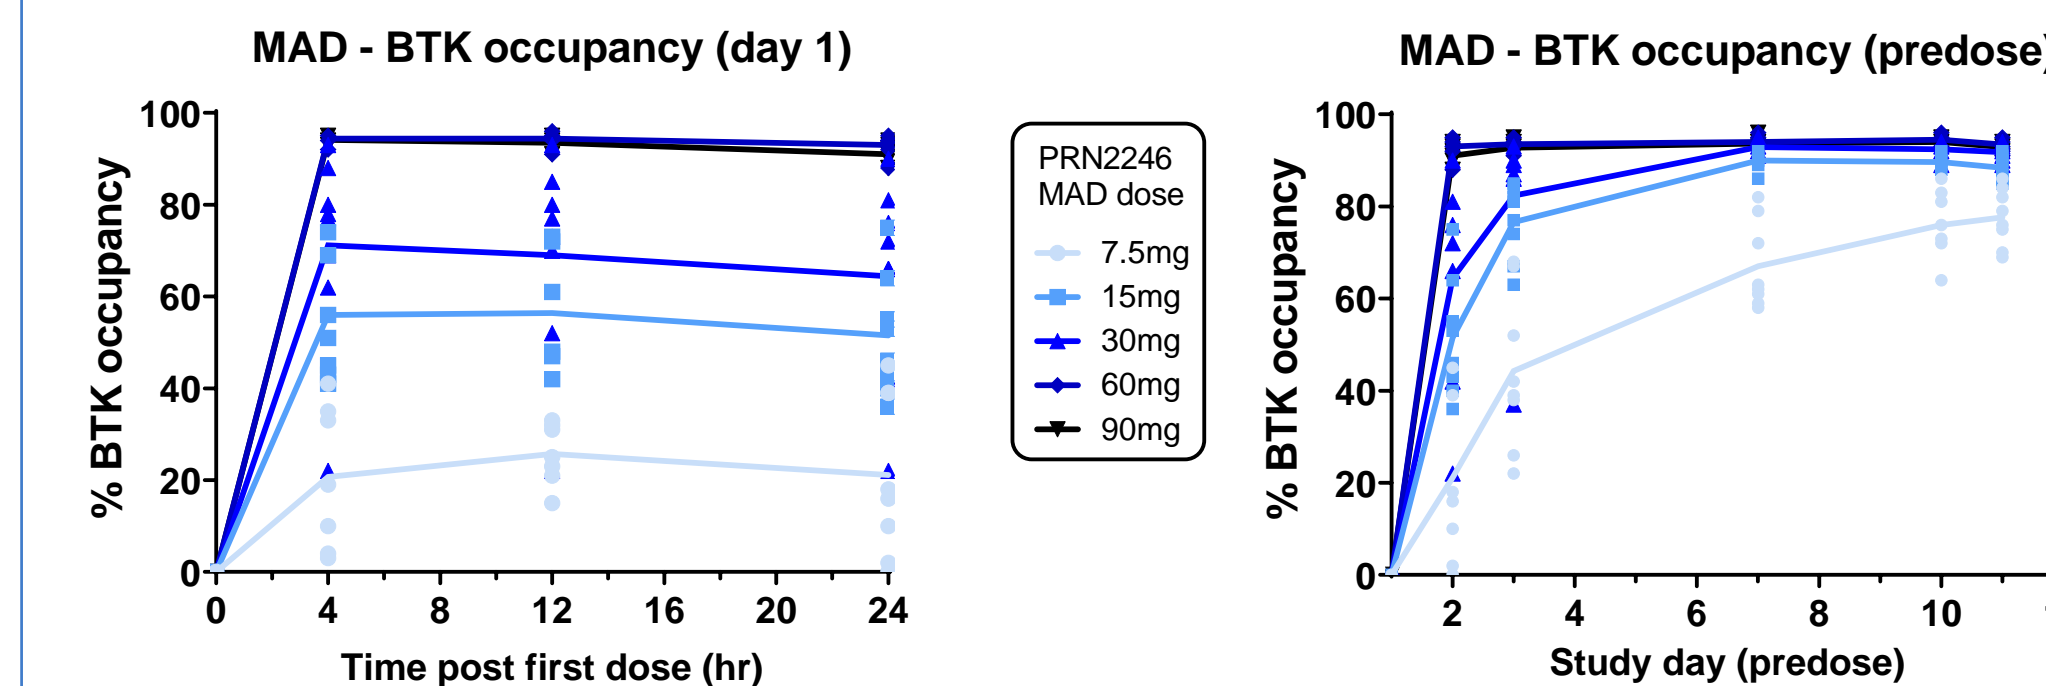 MAD - BTK occupancy (day 1)
% BTK occupancy
100
80
60
40
20
0
0 4 8 12 16 20 24
Time post first dose (hr)
PRN2246
MAD dose
7.5mg
15mg
30mg
60mg
90mg
MAD - BTK occupancy (predose)
% BTK occupancy
100
80
60
40
20
0
2 4 6 8 10
Study day (predose)